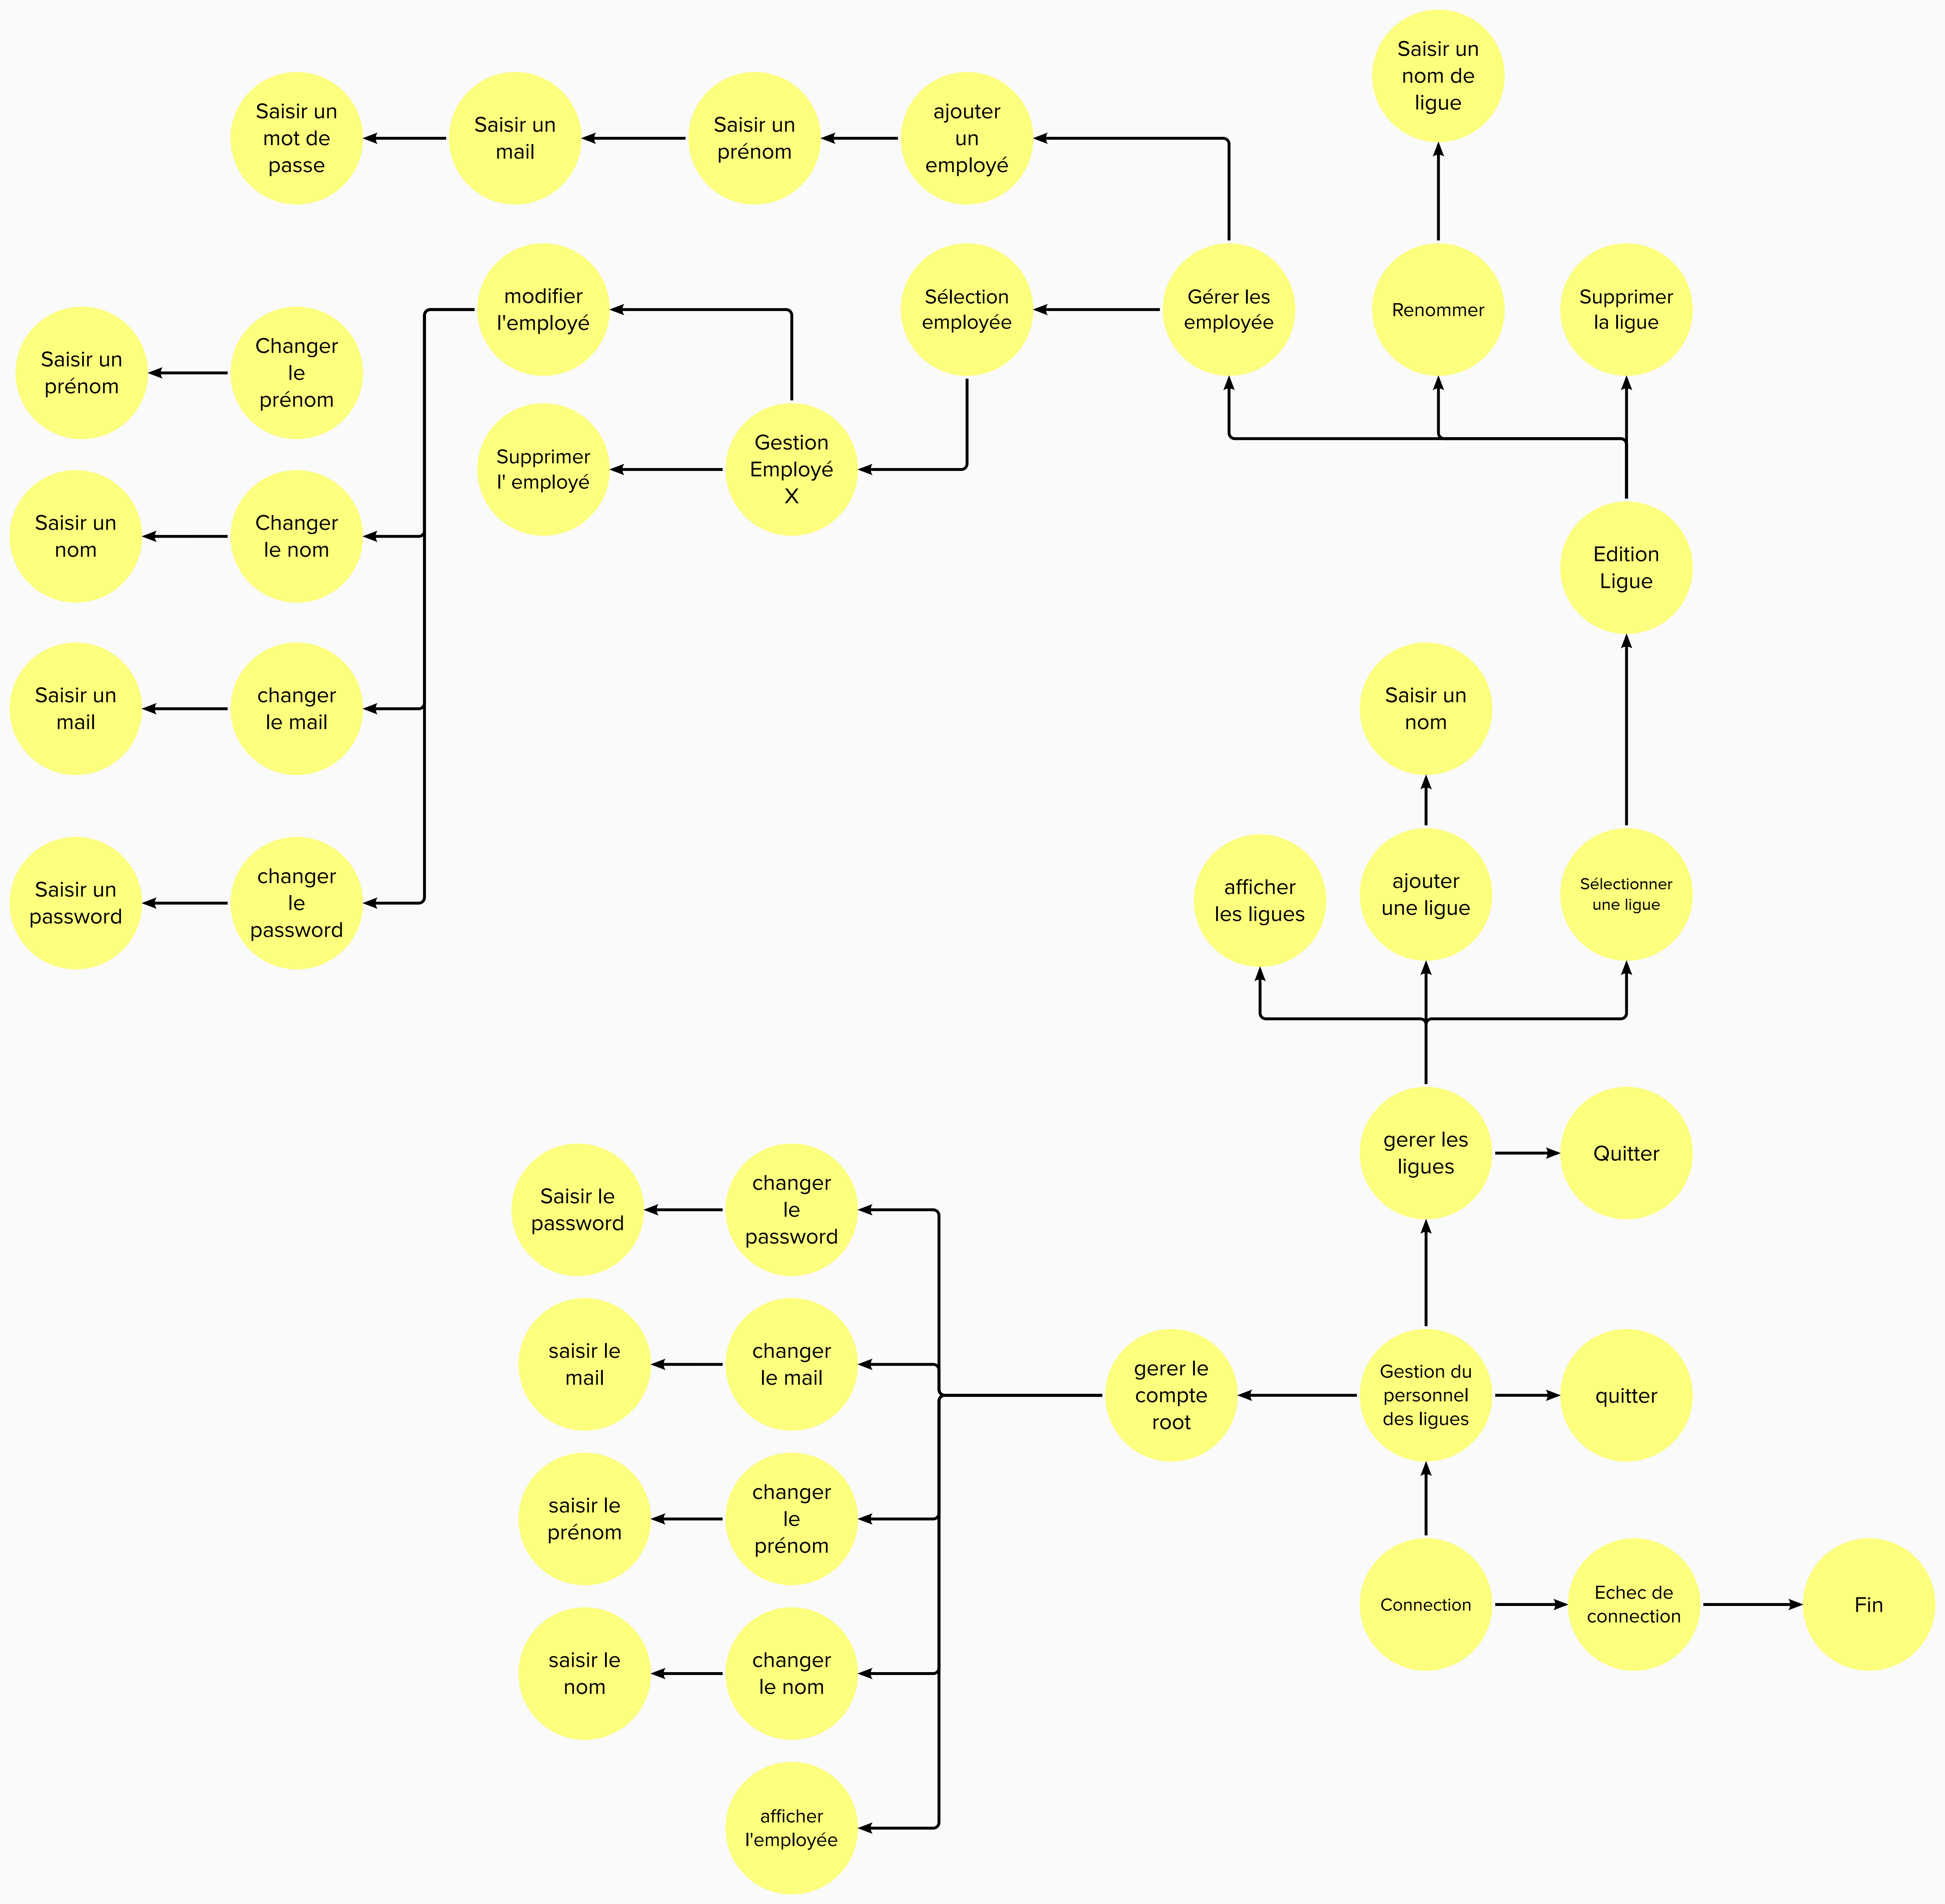 Saisir un
nom de
ligue
Saisir un
mot de
passe
Saisir un
mail
Saisir un
prénom
ajouter
un
employé
modifier
l'employé
Sélection
employée
Gérer les
employée
Renommer
Supprimer
la ligue
Saisir un
prénom
Changer
le
prénom
Supprimer
l' employé
Gestion
Employé
X
Saisir un
nom
Changer
le nom
Edition
Ligue
Saisir un
mail
changer
le mail
Saisir un
nom
Saisir un
password
changer
le
password
afficher
les ligues
ajouter
une ligue
Sélectionner
une ligue
gerer les
ligues
Quitter
Saisir le
password
changer
le
password
saisir le
mail
changer
le mail
gerer le
compte
root
Gestion du
personnel
des ligues
quitter
saisir le
prénom
changer
le
prénom
Connection
Echec de
connection
Fin
saisir le
nom
changer
le nom
afficher
l'employée